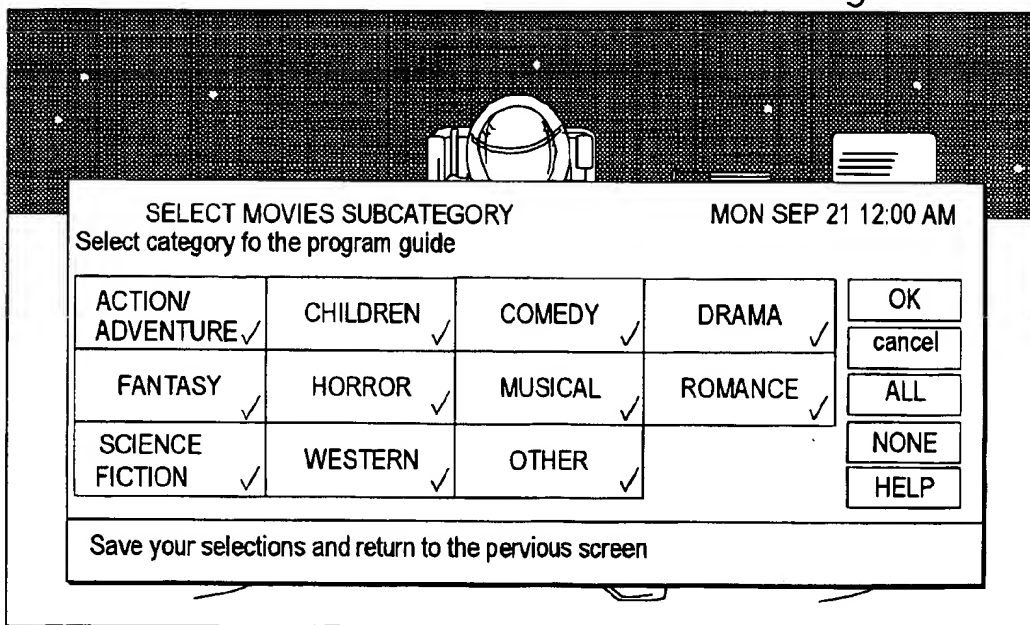 SELECT MOVIES SUBCATEGORY MON SEP 21 12:00 AM
Select category fo the program guide
ACTION/
ADVENTURE✓ CHILDREN ✓ COMEDY ✓ DRAMA ✓
FANTASY ✓ HORROR ✓ MUSICAL ✓ ROMANCE ✓
SCIENCE
FICTION ✓ WESTERN ✓ OTHER ✓
OK
cancel
ALL
NONE
HELP
Save your selections and return to the pervious screen